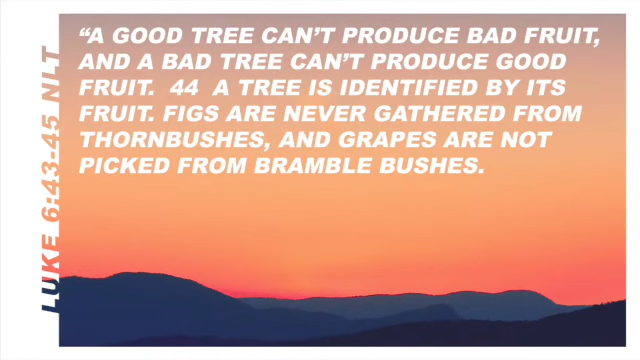 LUKE 6:43-45 NLT
“A GOOD TREE CAN’T PRODUCE BAD FRUIT,
AND A BAD TREE CAN’T PRODUCE GOOD
FRUIT.  44  A TREE IS IDENTIFIED BY ITS
FRUIT. FIGS ARE NEVER GATHERED FROM
THORNBUSHES, AND GRAPES ARE NOT
PICKED FROM BRAMBLE BUSHES.